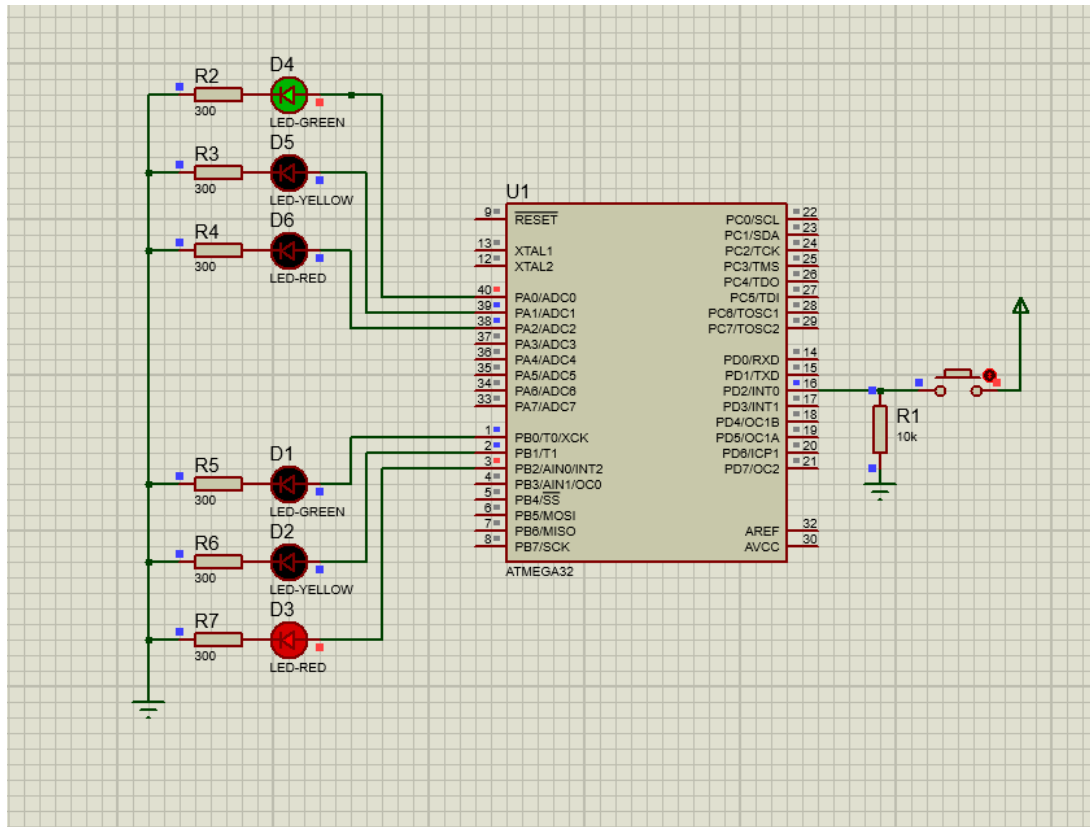 R2
D4
300
LED-GREEN
R3
D5
300
LED-YELLOW
R4
D6
300
LED-RED
R5
D1
300
LED-GREEN
R6
D2
300
LED-YELLOW
R7
D3
300
LED-RED
U1
9 RESET
13 XTAL1
12 XTAL2
40 PA0/ADC0
39 PA1/ADC1
38 PA2/ADC2
37 PA3/ADC3
36 PA4/ADC4
35 PA5/ADC5
34 PA6/ADC6
33 PA7/ADC7
1 PB0/T0/XCK
2 PB1/T1
3 PB2/AIN0/INT2
4 PB3/AIN1/OC0
5 PB4/SS
6 PB5/MOSI
7 PB6/MISO
8 PB7/SCK
PC0/SCL 22
PC1/SDA 23
PC2/TCK 24
PC3/TMS 25
PC4/TDO 26
PC5/TDI 27
PC6/TOSC1 28
PC7/TOSC2 29
PD0/RXD 14
PD1/TXD 15
PD2/INT0 16
PD3/INT1 17
PD4/OC1B 18
PD5/OC1A 19
PD6/ICP1 20
PD7/OC2 21
AREF 32
AVCC 30
ATMEGA32
R1
10k